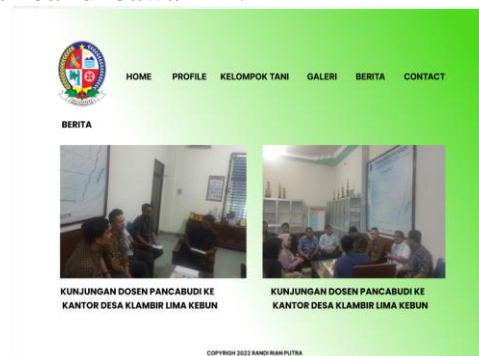 HOME PROFILE KELOMPOK TANI GALERI BERITA CONTACT
BERITA
KUNJUNGAN DOSEN PANCABUDI KE
KANTOR DESA KLAMBIR LIMA KEBUN
KUNJUNGAN DOSEN PANCABUDI KE
KANTOR DESA KLAMBIR LIMA KEBUN
COPYRIGH 2022 RANDI RIAN PUTRA